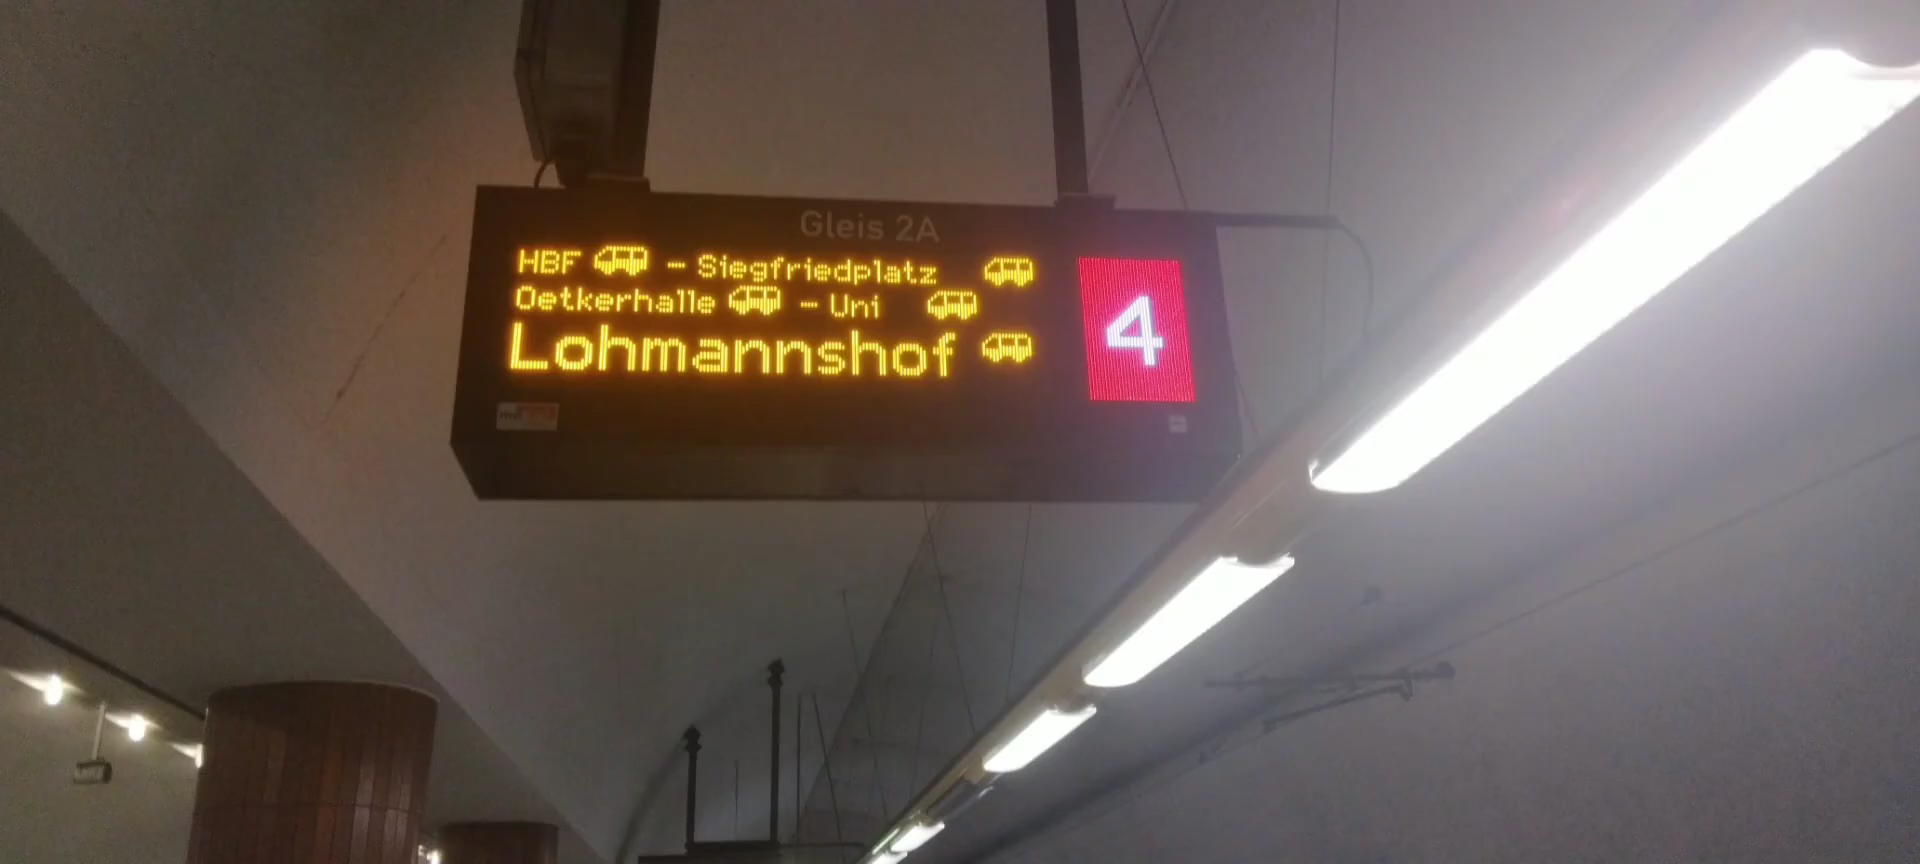 Gleis 2A
HBF - Siegfriedplatz
Oetkerhalle - Uni
Lohmannshof
4